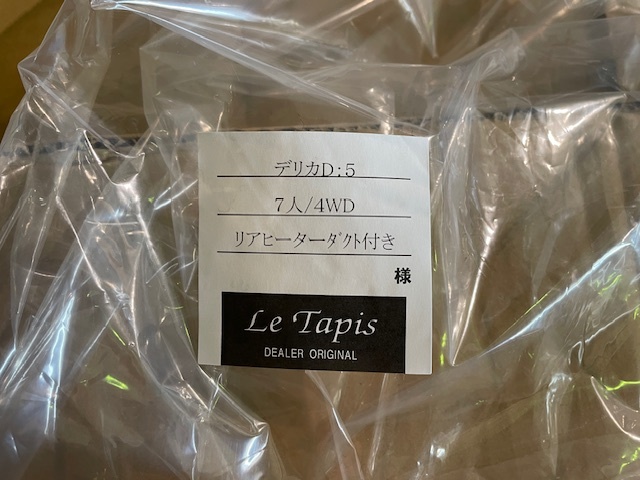 デリカD:5
7人/4WD
リアヒーターﾀﾞｸﾄ付き
様
Le Tapis
DEALER ORIGINAL